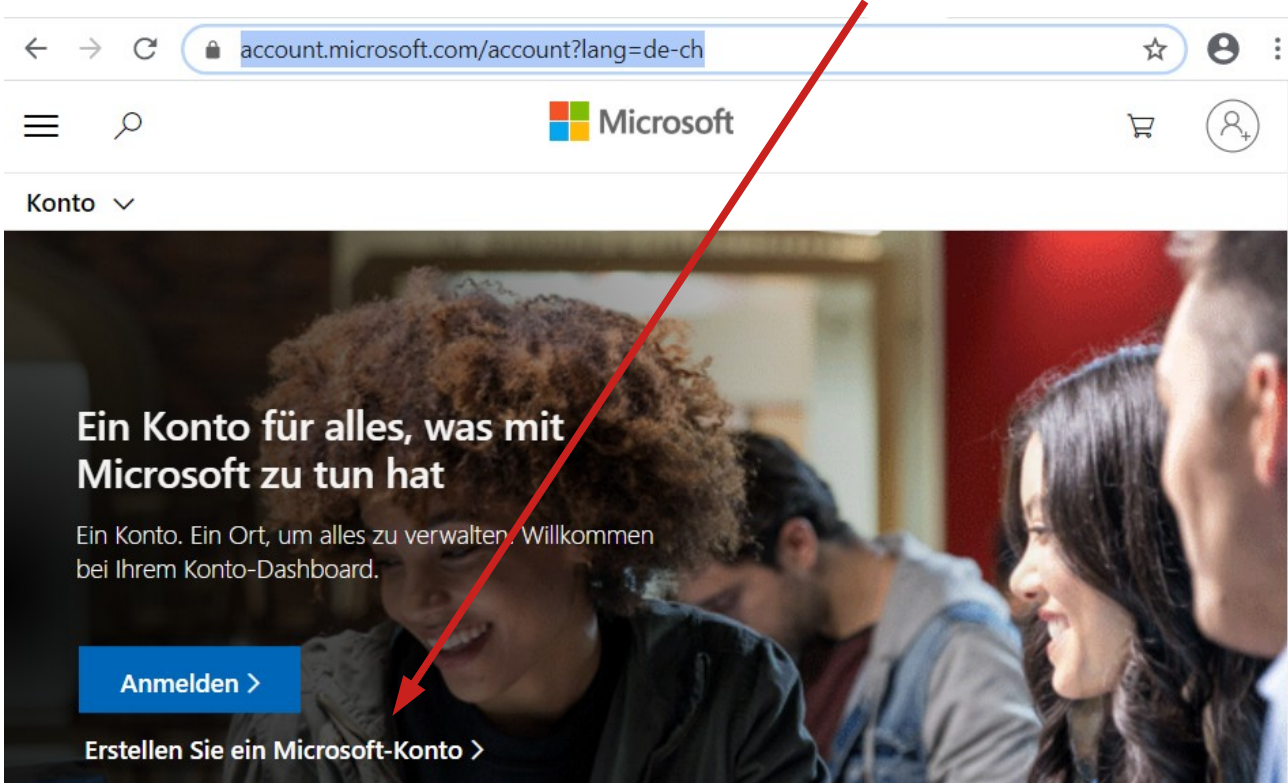 account.microsoft.com/account?lang=de-ch
Microsoft
Konto
Ein Konto für alles, was mit
Microsoft zu tun hat
Ein Konto. Ein Ort, um alles zu verwalten. Willkommen
bei Ihrem Konto-Dashboard.
Anmelden >
Erstellen Sie ein Microsoft-Konto >